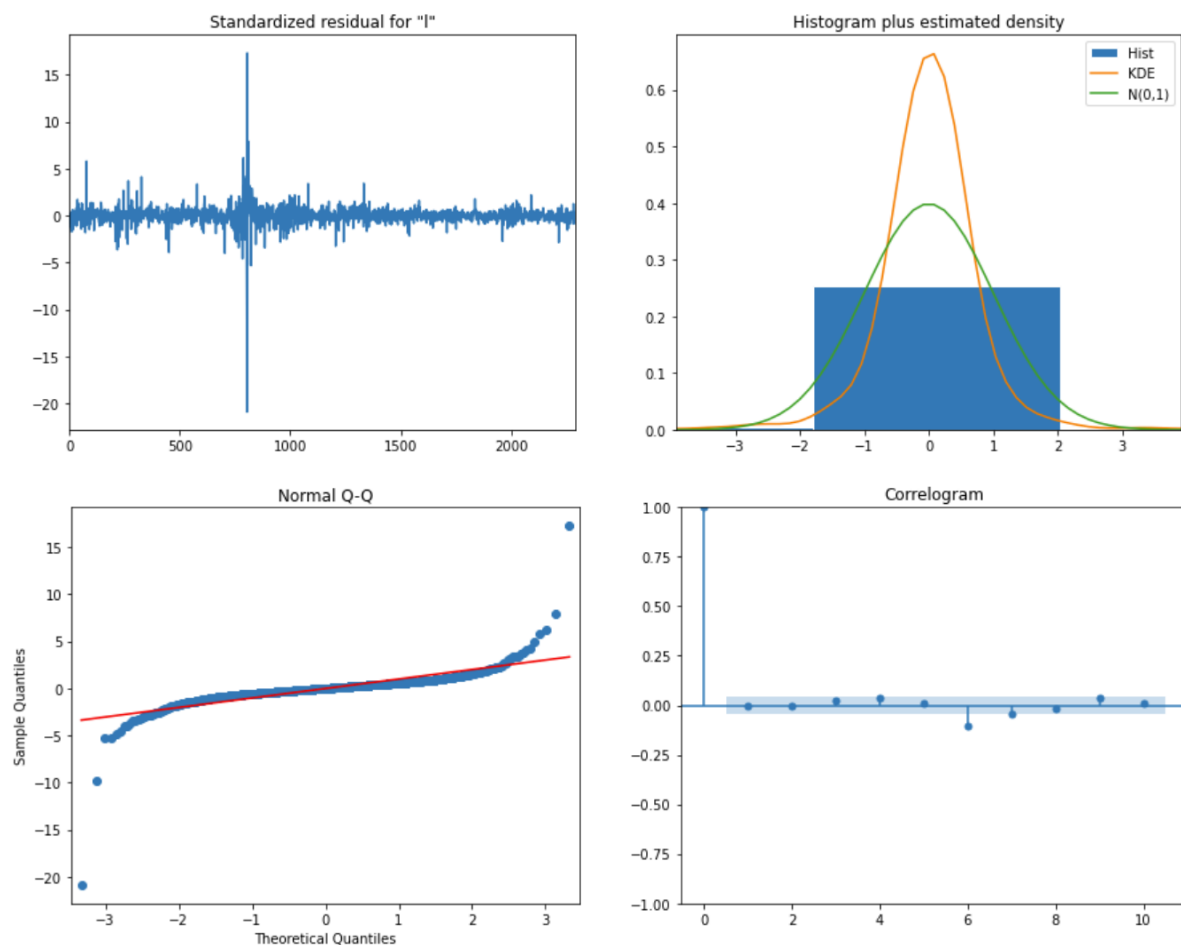 Standardized residual for "l"
15
10
5
0
−5
−10
−15
−20
0 500 1000 1500 2000
Histogram plus estimated density
Hist
KDE
N(0,1)
0.6
0.5
0.4
0.3
0.2
0.1
0.0
−3 −2 −1 0 1 2 3
Normal Q-Q
Sample Quantiles
15
10
5
0
−5
−10
−15
−20
−3 −2 −1 0 1 2 3
Theoretical Quantiles
Correlogram
1.00
0.75
0.50
0.25
0.00
−0.25
−0.50
−0.75
−1.00
0 2 4 6 8 10